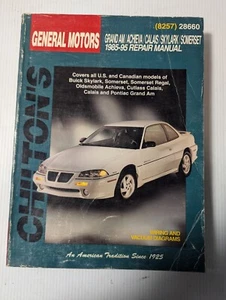 (8257) 28660
GENERAL MOTORS
GRAND AM/ACHIEVA/CALAIS/SKYLARK/SOMERSET
1985-95 REPAIR MANUAL
Covers all U.S. and Canadian models of
Buick Skylark, Somerset, Somerset Regal,
Oldsmobile Achieva, Cutlass Calais,
Calais and Pontiac Grand Am
CHILTON'S
WIRING AND
VACUUM DIAGRAMS
An American Tradition Since 1925